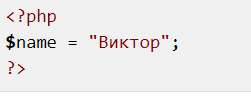 <?php
$name = "Виктор";
?>